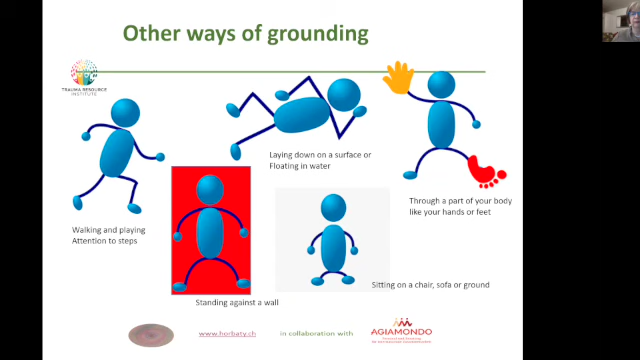 Other ways of grounding
TRAUMA RESOURCE
INSTITUTE
Laying down on a surface or
Floating in water
Through a part of your body
like your hands or feet
Walking and playing
Attention to steps
Sitting on a chair, sofa or ground
Standing against a wall
www.horbaty.ch
in collaboration with
AGIAMONDO